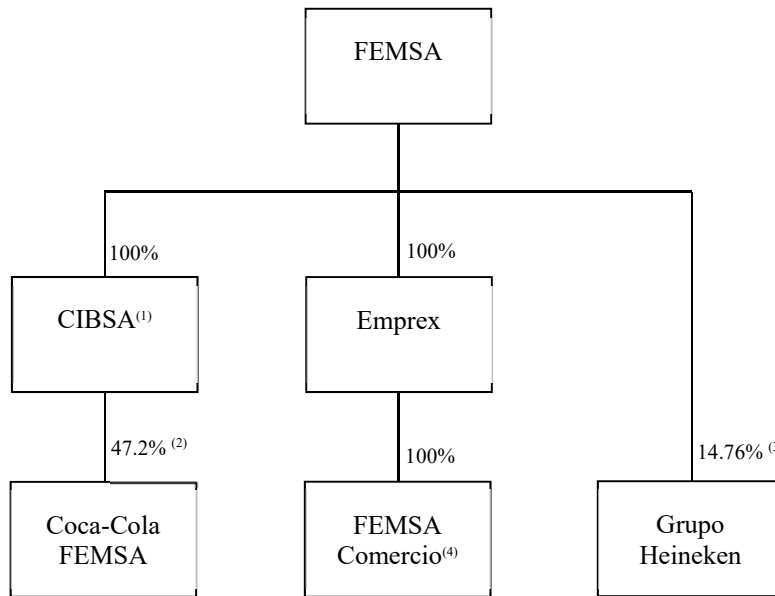 FEMSA
100%
100%
CIBSA(1)
Emprex
47.2% (2)
100%
14.76% (3
Coca-Cola
FEMSA
FEMSA
Comercio(4)
Grupo
Heineken